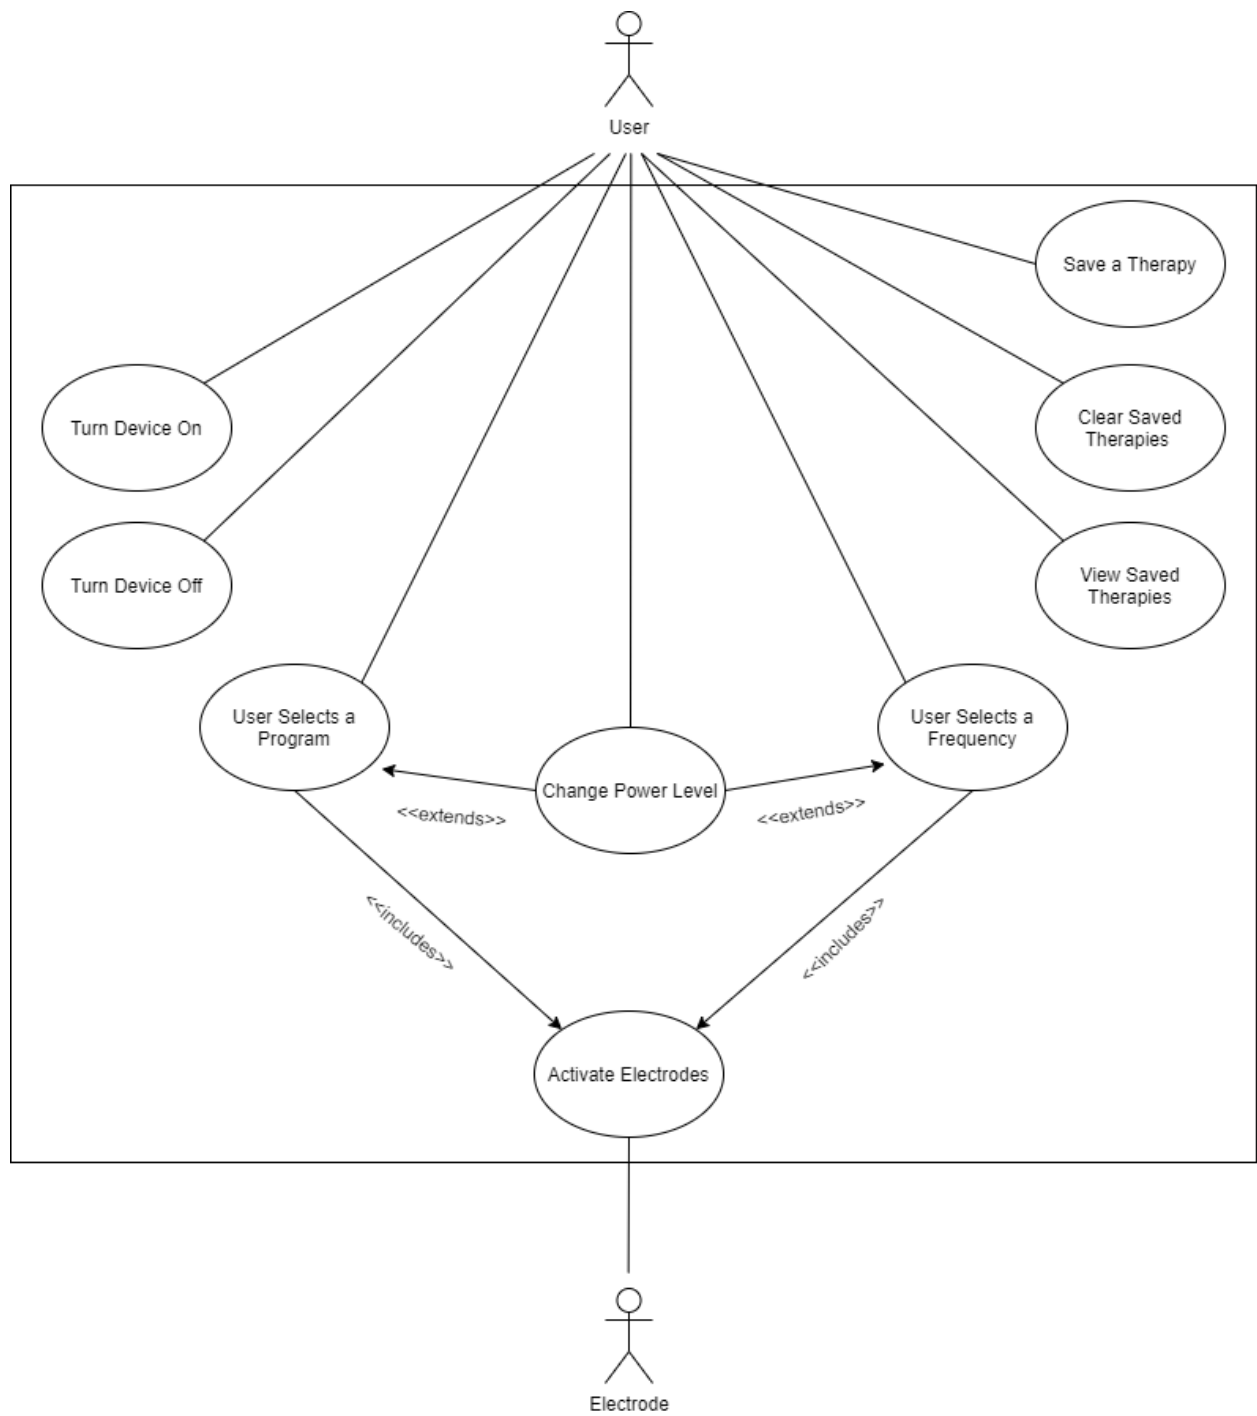 User
Save a Therapy
Turn Device On
Clear Saved
Therapies
Turn Device Off
View Saved
Therapies
User Selects a
Program
User Selects a
Frequency
Change Power Level
<<extends>>
<<extends>>
<<includes>>
<<includes>>
Activate Electrodes
Electrode